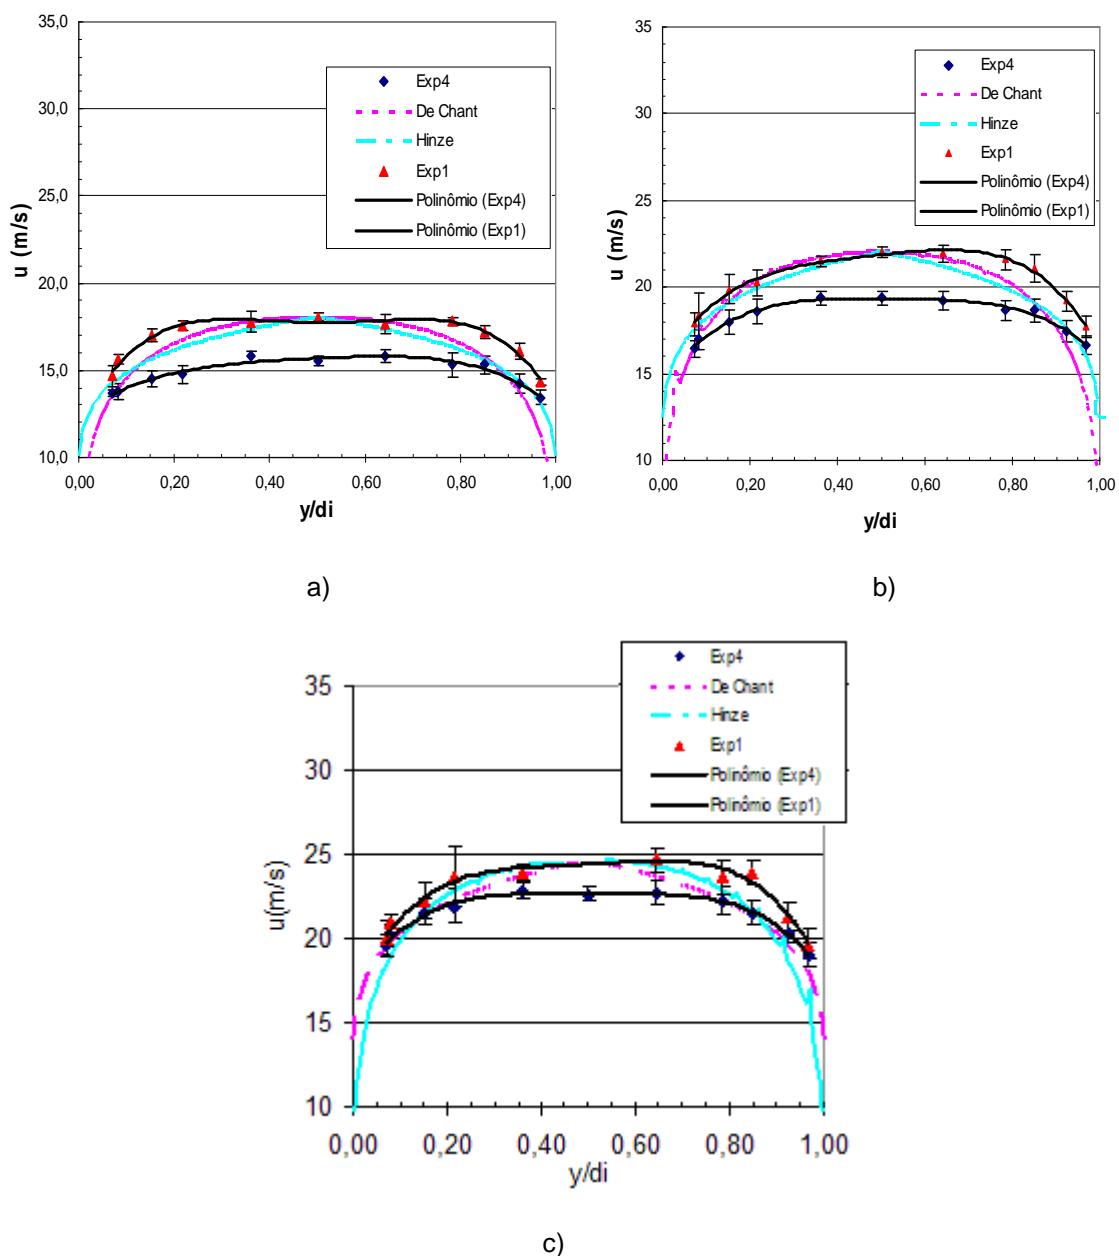 35,0
30,0
25,0
20,0
15,0
10,0
u (m/s)
Exp4
De Chant
Hinze
Exp1
Polinômio (Exp4)
Polinômio (Exp1)
0,00 0,20 0,40 0,60 0,80 1,00
y/di
a)
35
30
25
20
15
10
u (m/s)
Exp4
De Chant
Hinze
Exp1
Polinômio (Exp4)
Polinômio (Exp1)
0,00 0,20 0,40 0,60 0,80 1,00
y/di
b)
35
30
25
20
15
10
u(m/s)
Exp4
De Chant
Hinze
Exp1
Polinômio (Exp4)
Polinômio (Exp1)
0,00 0,20 0,40 0,60 0,80 1,00
y/di
c)